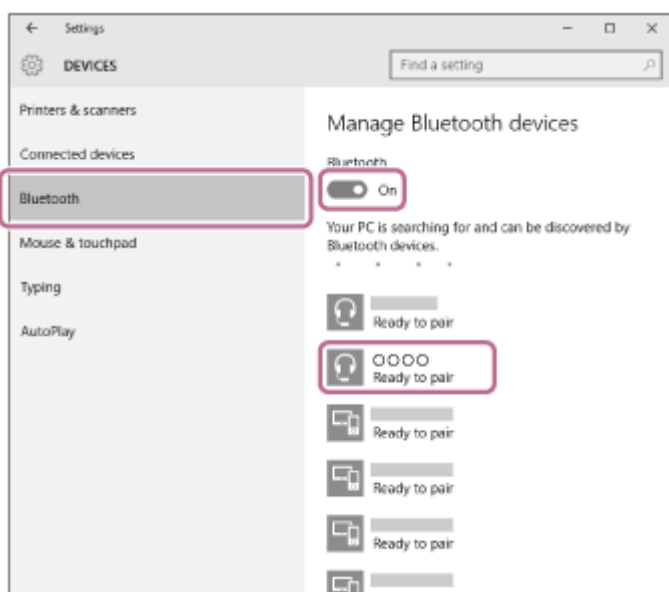 Settings
DEVICES
Find a setting
Printers & scanners
Connected devices
Bluetooth
Mouse & touchpad
Typing
AutoPlay
Manage Bluetooth devices
Bluetooth
On
Your PC is searching for and can be discovered by
Bluetooth devices.
Ready to pair
OOOO
Ready to pair
Ready to pair
Ready to pair
Ready to pair